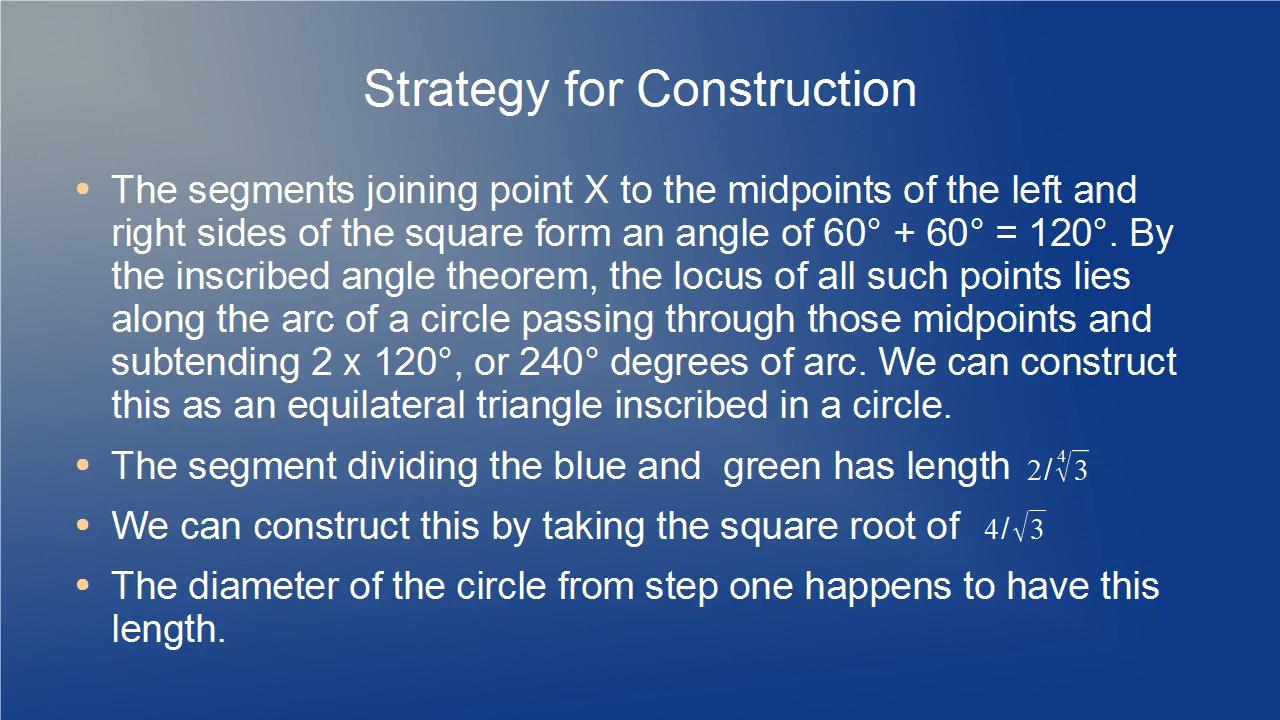 Strategy for Construction
• The segments joining point X to the midpoints of the left and
right sides of the square form an angle of 60° + 60° = 120°. By
the inscribed angle theorem, the locus of all such points lies
along the arc of a circle passing through those midpoints and
subtending 2 x 120°, or 240° degrees of arc. We can construct
this as an equilateral triangle inscribed in a circle.
• The segment dividing the blue and  green has length 2/∜3
• We can construct this by taking the square root of 4/√3
• The diameter of the circle from step one happens to have this
length.